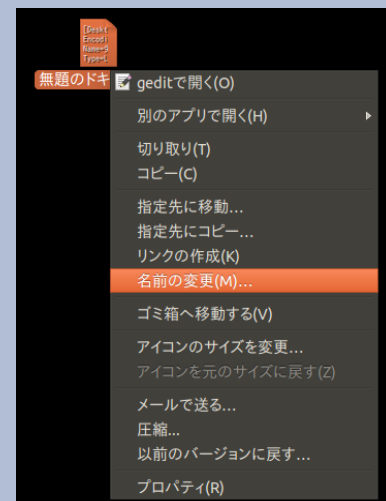 [Deskt
Encodi
Name=g
Type=L
無題のドキ
geditで開く(O)
別のアプリで開く(H)
切り取り(T)
コピー(C)
指定先に移動...
指定先にコピー...
リンクの作成(K)
名前の変更(M)...
ゴミ箱へ移動する(V)
アイコンのサイズを変更...
アイコンを元のサイズに戻す(Z)
メールで送る...
圧縮...
以前のバージョンに戻す...
プロパティ(R)